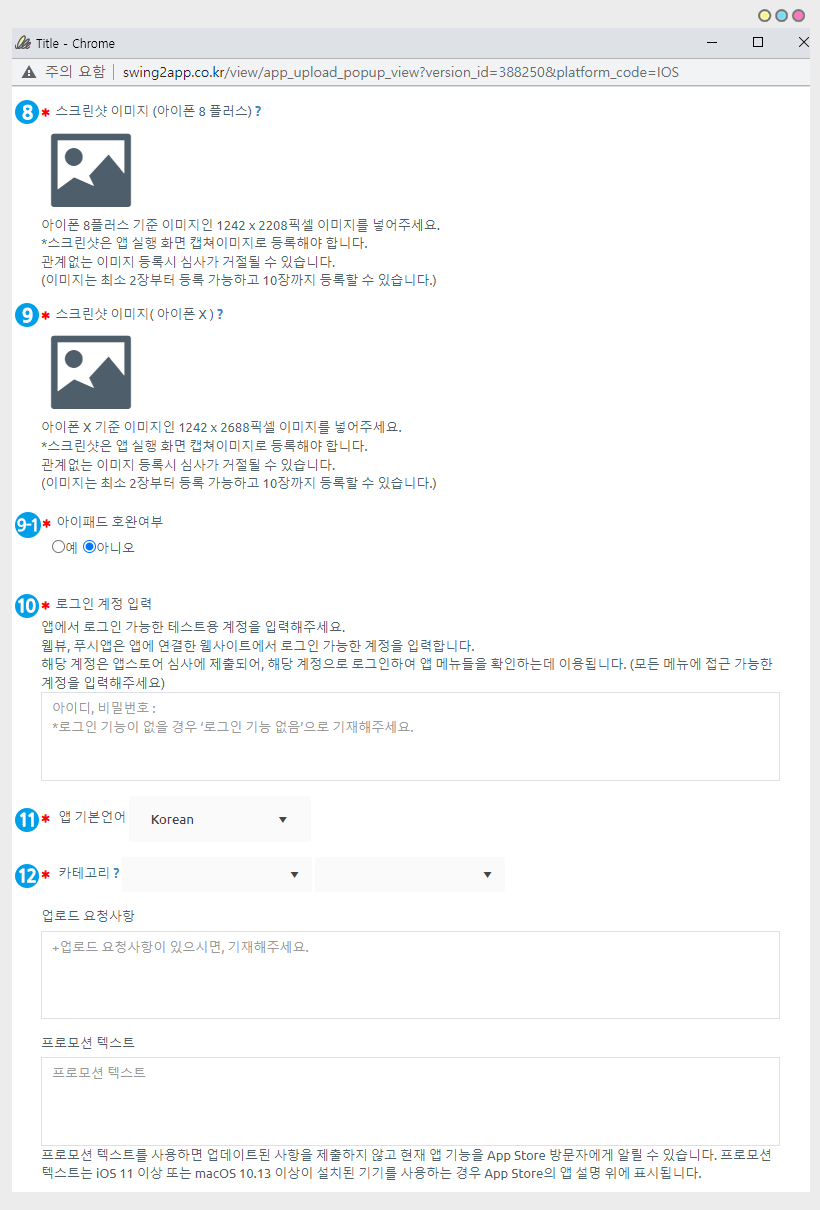 Title - Chrome
주의 요함 | swing2app.co.kr/view/app_upload_popup_view?version_id=388250&platform_code=IOS
8 * 스크린샷 이미지 (아이폰 8 플러스) ?
아이폰 8플러스 기준 이미지인 1242 x 2208픽셀 이미지를 넣어주세요.
*스크린샷은 앱 실행 화면 캡쳐이미지로 등록해야 합니다.
관계없는 이미지 등록시 심사가 거절될 수 있습니다.
(이미지는 최소 2장부터 등록 가능하고 10장까지 등록할 수 있습니다.)
9 * 스크린샷 이미지( 아이폰 X ) ?
아이폰 X 기준 이미지인 1242 x 2688픽셀 이미지를 넣어주세요.
*스크린샷은 앱 실행 화면 캡쳐이미지로 등록해야 합니다.
관계없는 이미지 등록시 심사가 거절될 수 있습니다.
(이미지는 최소 2장부터 등록 가능하고 10장까지 등록할 수 있습니다.)
9-1 * 아이패드 호완여부
예 아니오
10 * 로그인 계정 입력
앱에서 로그인 가능한 테스트용 계정을 입력해주세요.
웹뷰, 푸시앱은 앱에 연결한 웹사이트에서 로그인 가능한 계정을 입력합니다.
해당 계정은 앱스토어 심사에 제출되어, 해당 계정으로 로그인하여 앱 메뉴들을 확인하는데 이용됩니다. (모든 메뉴에 접근 가능한
계정을 입력해주세요)
아이디, 비밀번호 :
*로그인 기능이 없을 경우 ‘로그인 기능 없음’으로 기재해주세요.
11 * 앱 기본언어 Korean
12 * 카테고리 ?
업로드 요청사항
+업로드 요청사항이 있으시면, 기재해주세요.
프로모션 텍스트
프로모션 텍스트
프로모션 텍스트를 사용하면 업데이트된 사항을 제출하지 않고 현재 앱 기능을 App Store 방문자에게 알릴 수 있습니다. 프로모션
텍스트는 iOS 11 이상 또는 macOS 10.13 이상이 설치된 기기를 사용하는 경우 App Store의 앱 설명 위에 표시됩니다.